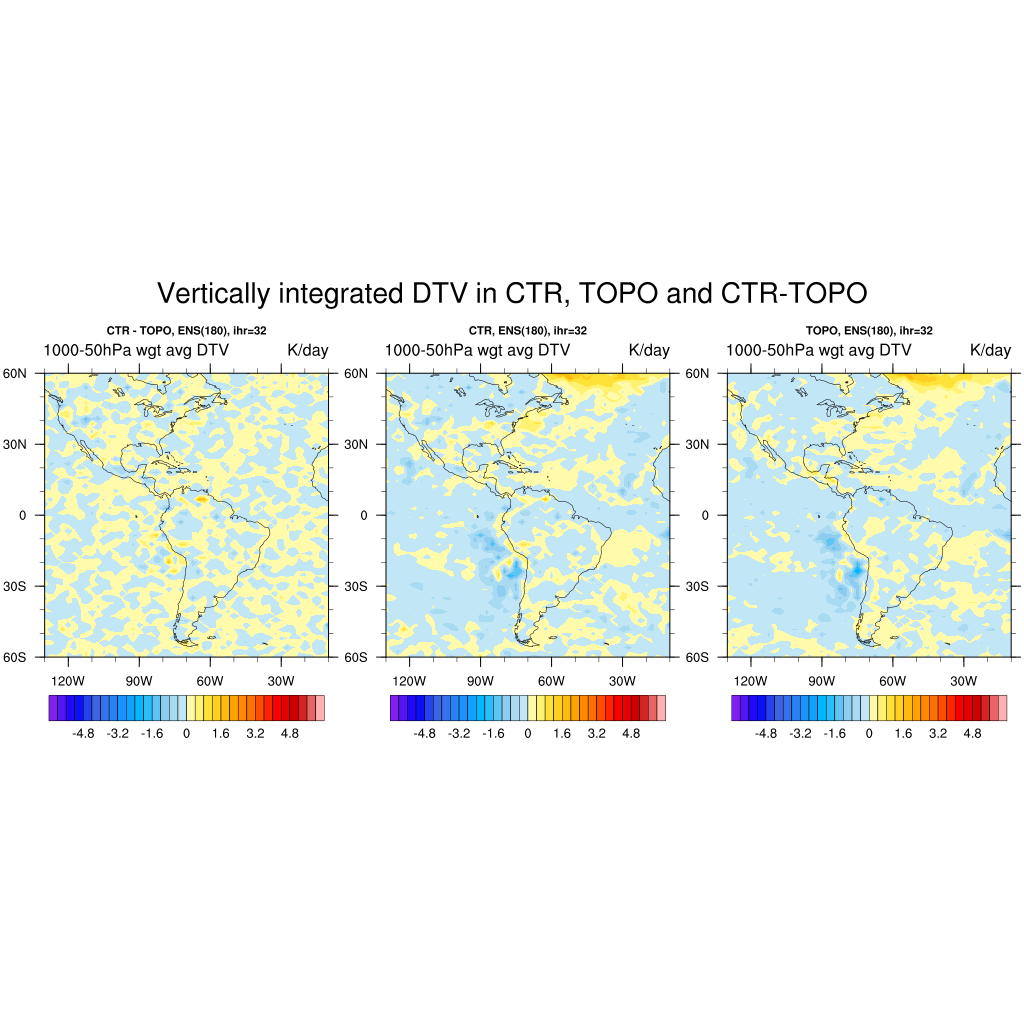 Vertically integrated DTV in CTR, TOPO and CTR-TOPO
CTR - TOPO, ENS(180), ihr=32
1000-50hPa wgt avg DTV K/day
60N
30N
0
30S
60S
120W 90W 60W 30W
-4.8 -3.2 -1.6 0 1.6 3.2 4.8
CTR, ENS(180), ihr=32
1000-50hPa wgt avg DTV K/day
60N
30N
0
30S
60S
120W 90W 60W 30W
-4.8 -3.2 -1.6 0 1.6 3.2 4.8
TOPO, ENS(180), ihr=32
1000-50hPa wgt avg DTV K/day
60N
30N
0
30S
60S
120W 90W 60W 30W
-4.8 -3.2 -1.6 0 1.6 3.2 4.8